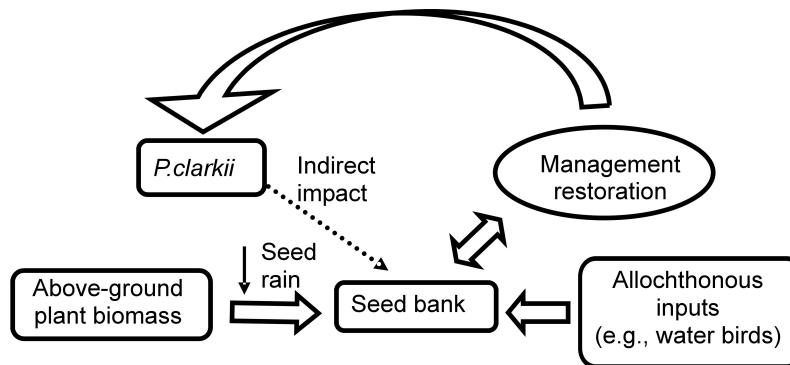 P.clarkii
Indirect
impact
Management
restoration
Seed
rain
Above-ground
plant biomass
Seed bank
Allochthonous
inputs
(e.g., water birds)